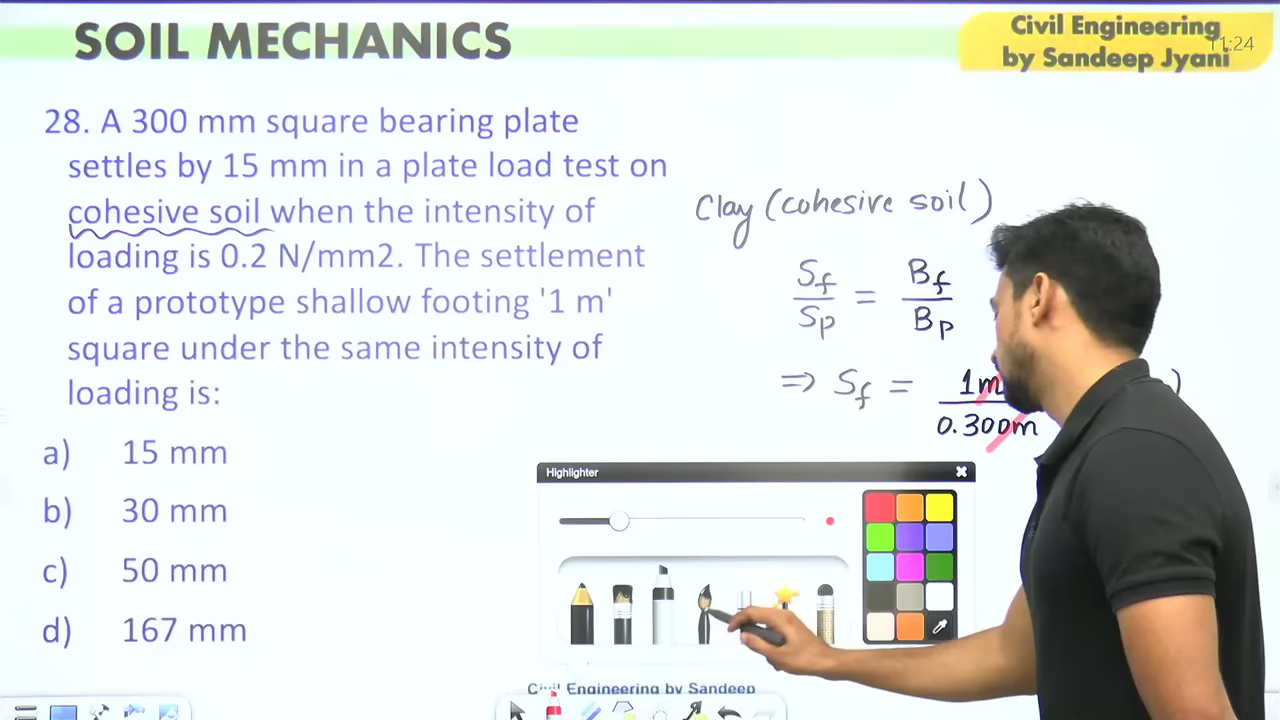 SOIL MECHANICS
Civil Engineering
by Sandeep Jyani
11:24
28. A 300 mm square bearing plate
settles by 15 mm in a plate load test on
cohesive soil when the intensity of
loading is 0.2 N/mm2. The settlement
of a prototype shallow footing '1 m'
square under the same intensity of
loading is:
a) 15 mm
b) 30 mm
c) 50 mm
d) 167 mm
Clay (cohesive soil)
Sf/Sp = Bf/Bp
⇒ Sf = 1m/0.300m )
Highlighter
Civil Engineering by Sandeep